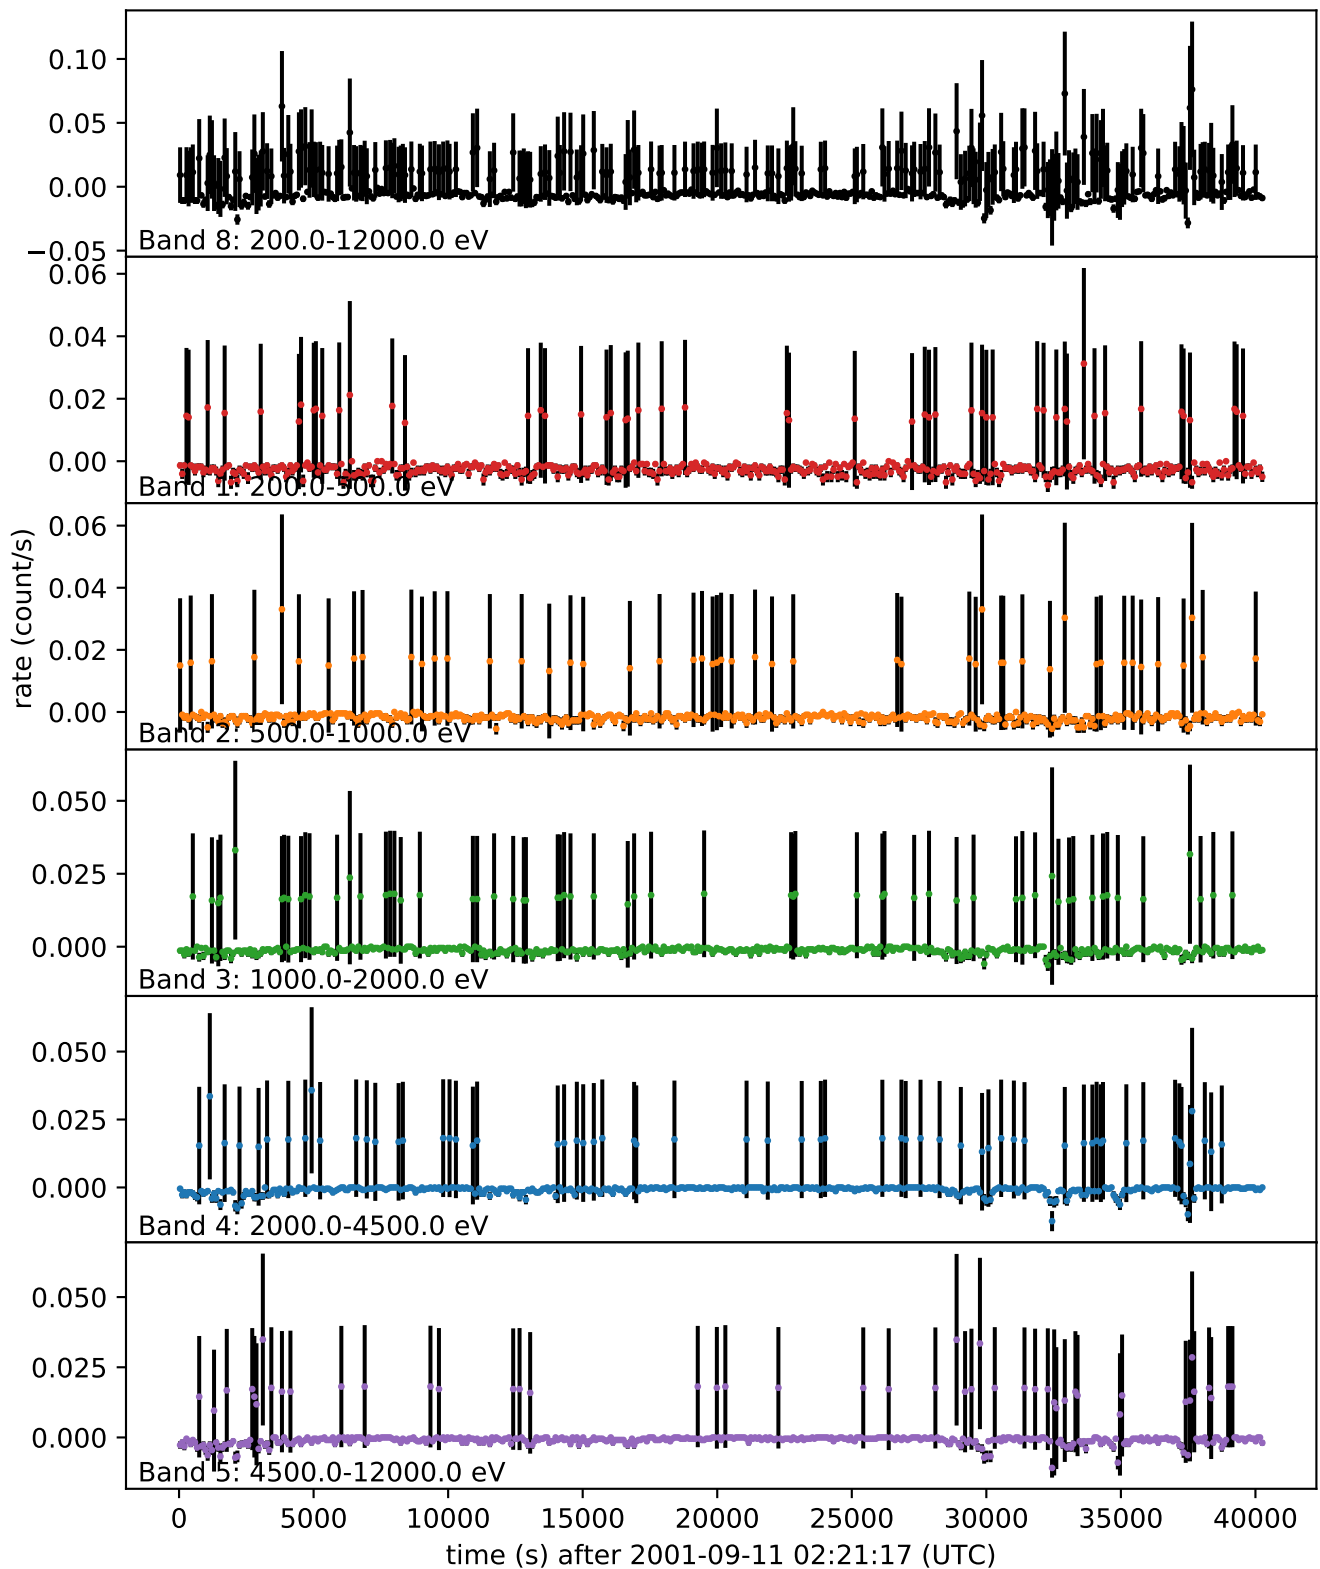 0.10
0.05
0.00
−0.05
Band 8: 200.0-12000.0 eV
0.06
0.04
0.02
0.00
Band 1: 200.0-500.0 eV
0.06
0.04
0.02
0.00
Band 2: 500.0-1000.0 eV
rate (count/s)
0.050
0.025
0.000
Band 3: 1000.0-2000.0 eV
0.050
0.025
0.000
Band 4: 2000.0-4500.0 eV
0.050
0.025
0.000
Band 5: 4500.0-12000.0 eV
0 5000 10000 15000 20000 25000 30000 35000 40000
time (s) after 2001-09-11 02:21:17 (UTC)